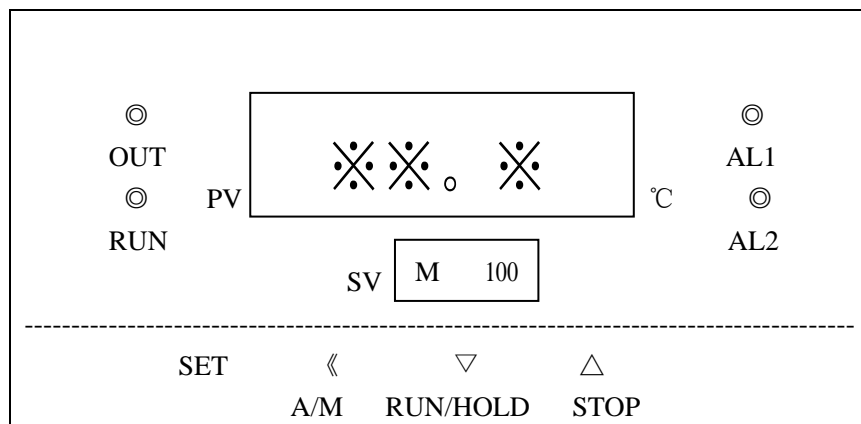 ◎ ◎
OUT ※※。 ※ AL1
◎ PV ℃ ◎
RUN AL2
SV M 100
SET 《 ▽ △
A/M RUN/HOLD STOP